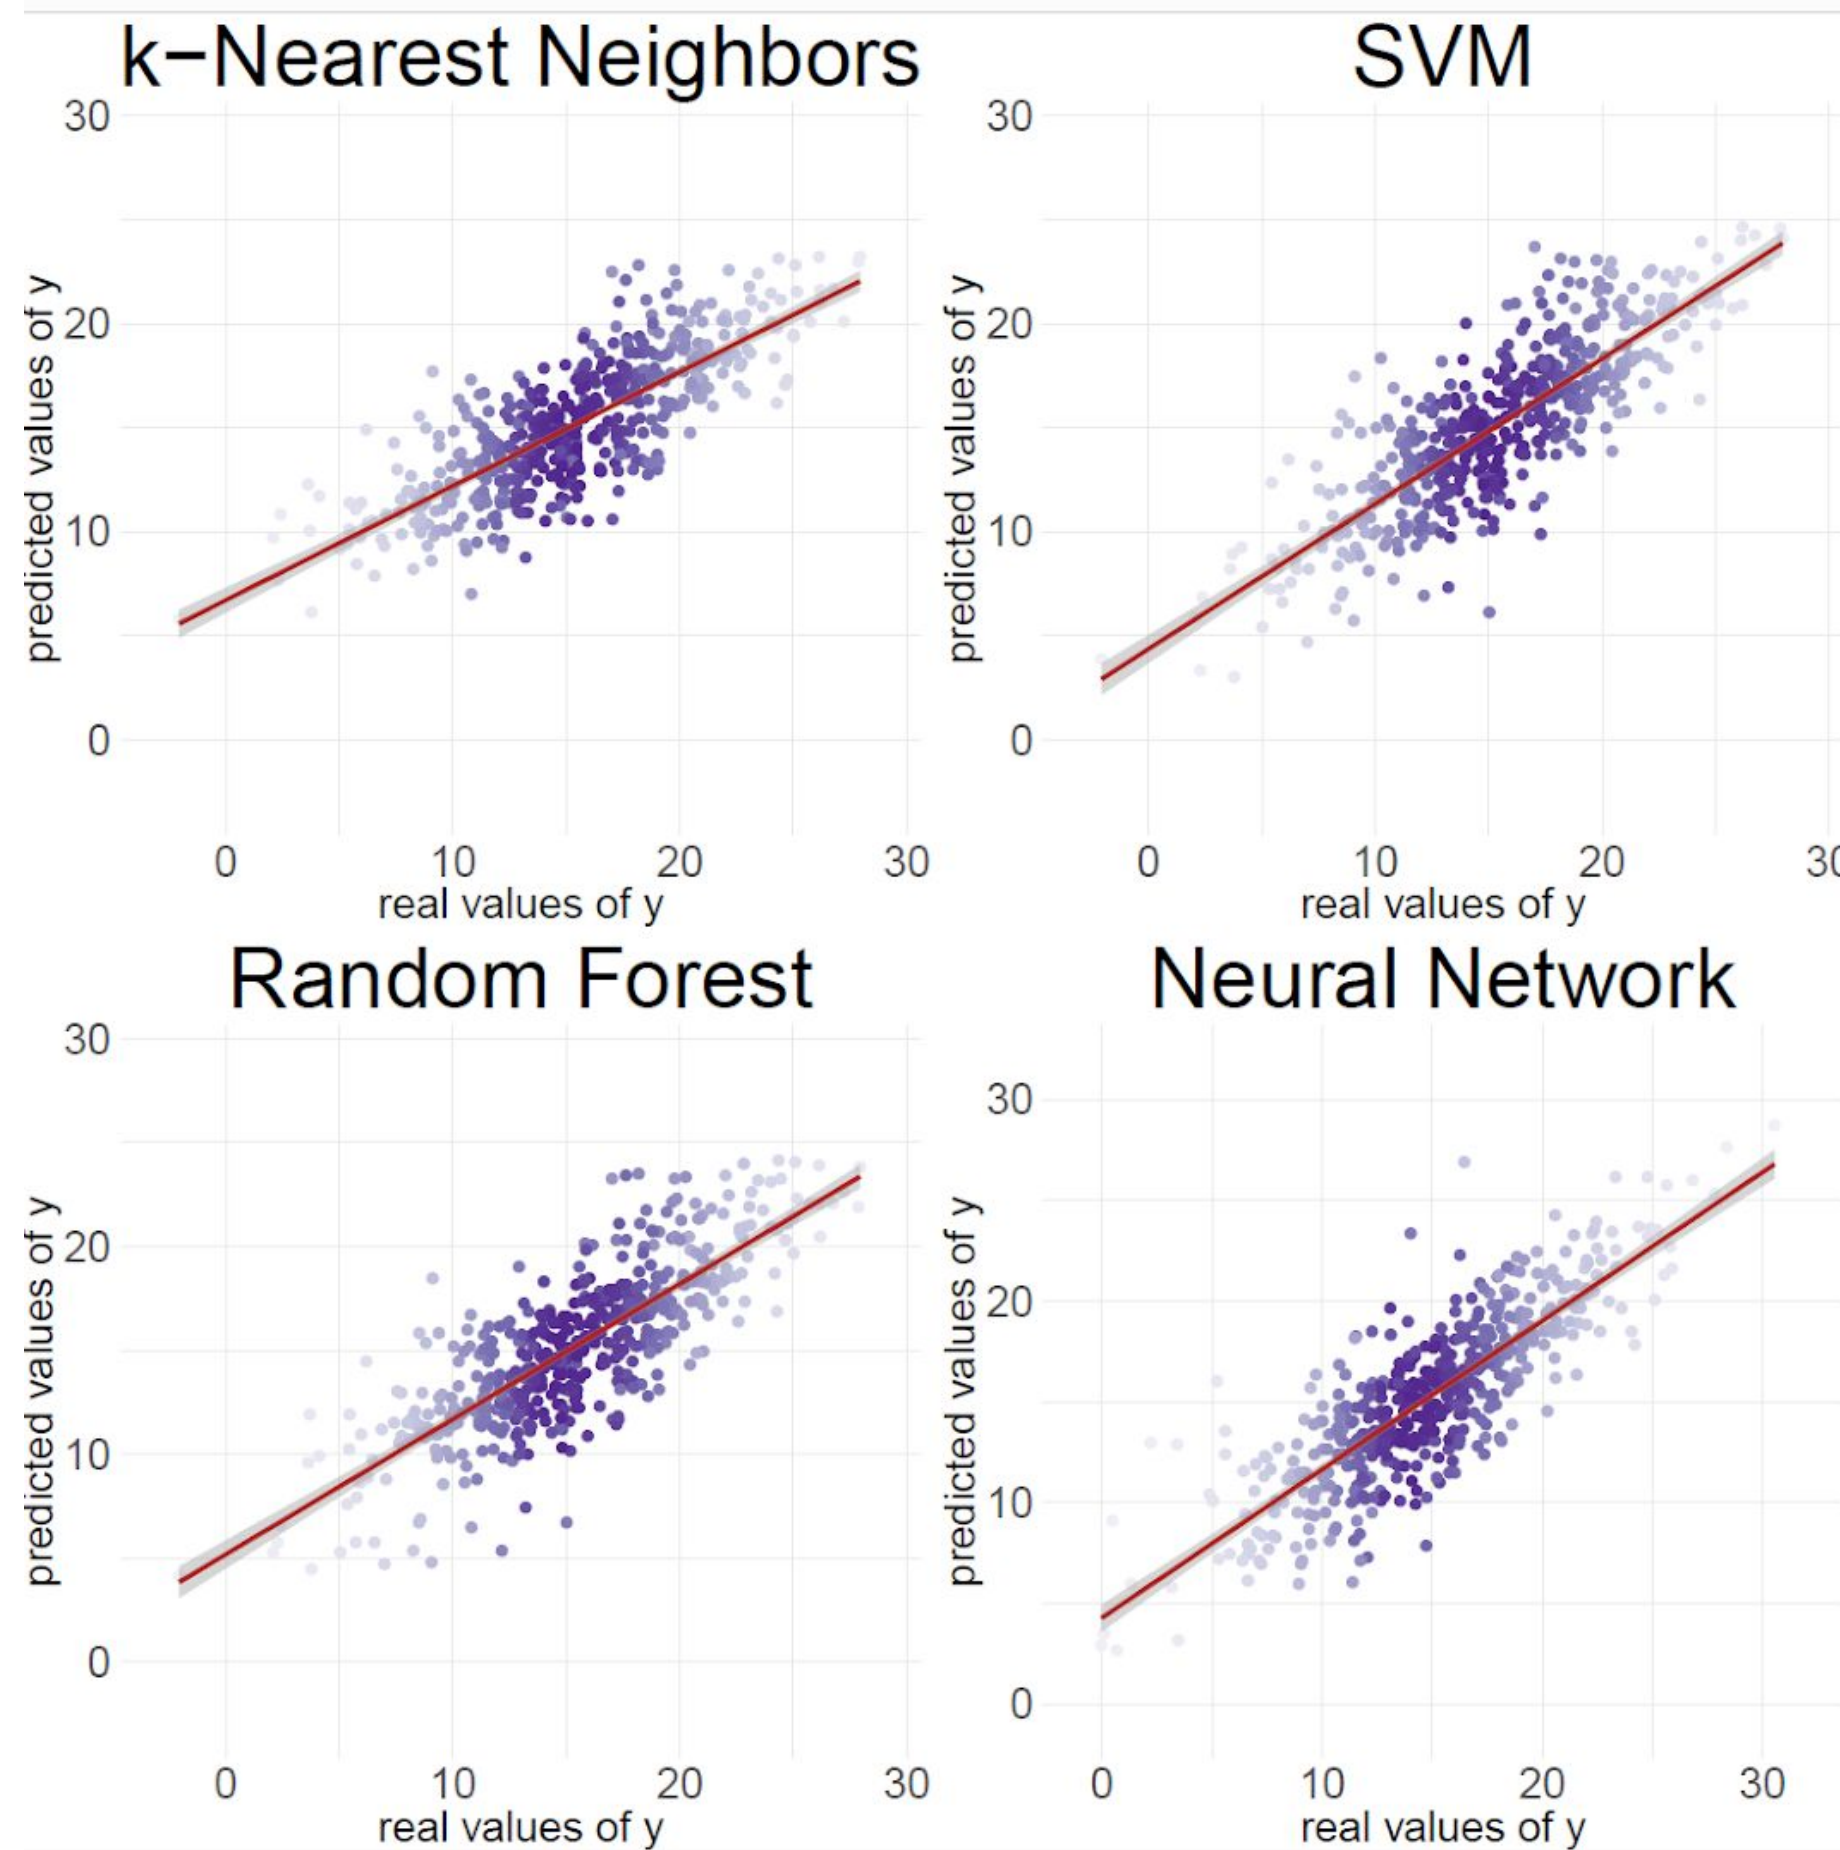 k−Nearest Neighbors
30
20
10
0
predicted values of y
0 10 20 30
real values of y
SVM
30
20
10
0
predicted values of y
0 10 20 30
real values of y
Random Forest
30
20
10
0
predicted values of y
0 10 20 30
real values of y
Neural Network
30
20
10
0
predicted values of y
0 10 20 30
real values of y